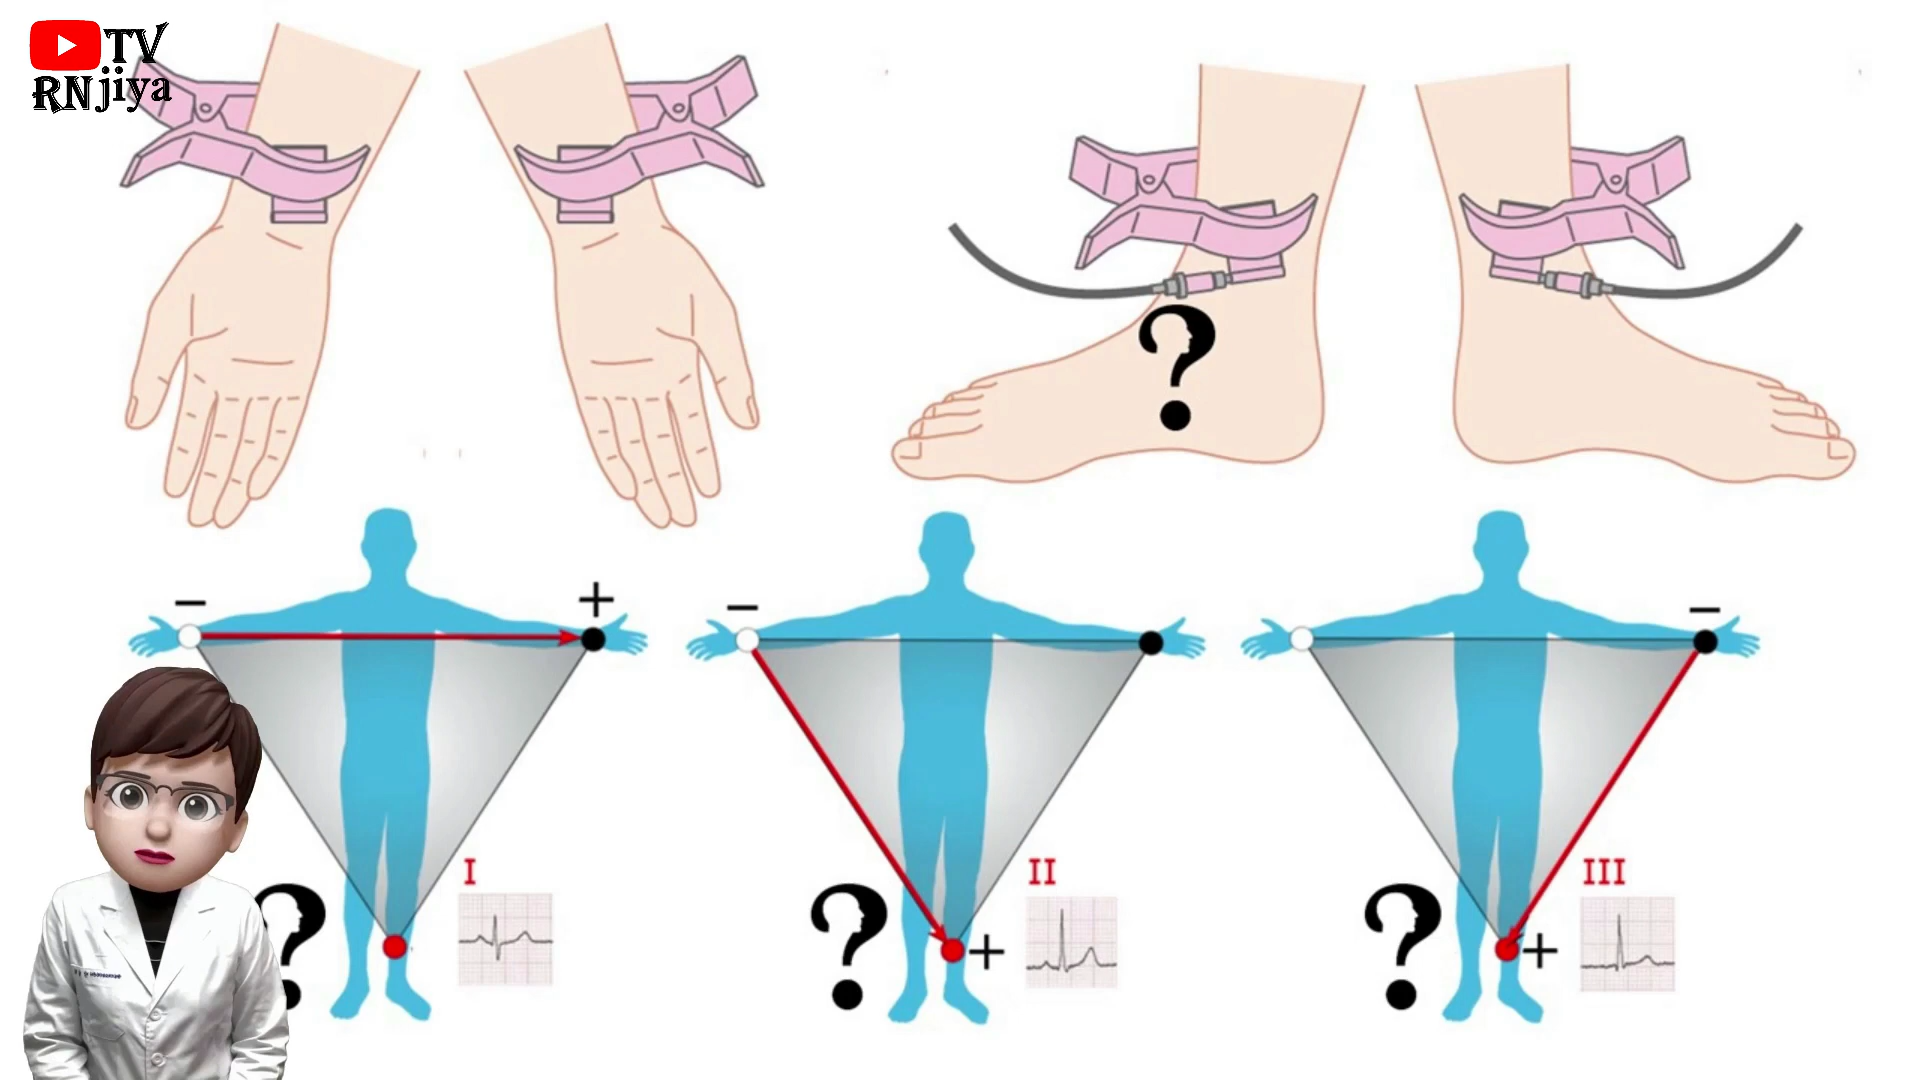 TV
RNjiya
?
− +
− −
I
II
III
? ? ?
+ +